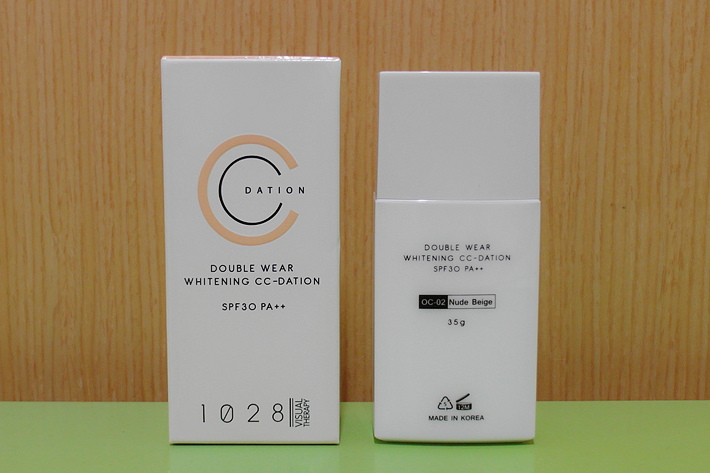 DATION
DOUBLE WEAR
WHITENING CC-DATION
SPF30 PA++
1028 VISUAL THERAPY
DOUBLE WEAR
WHITENING CC-DATION
SPF30 PA++
OC-02 Nude Beige
35g
12M
MADE IN KOREA